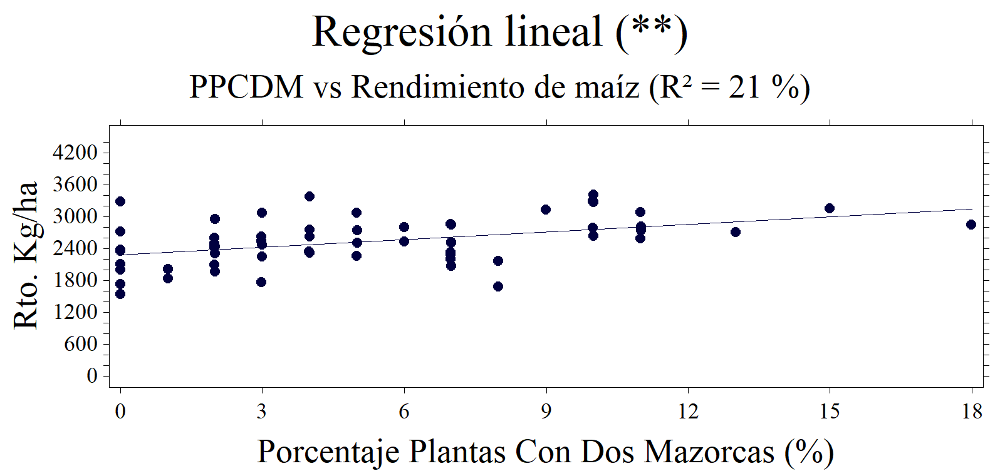 Regresión lineal (**)
PPCDM vs Rendimiento de maíz (R² = 21 %)
Rto. Kg/ha
4200
3600
3000
2400
1800
1200
600
0
0 3 6 9 12 15 18
Porcentaje Plantas Con Dos Mazorcas (%)